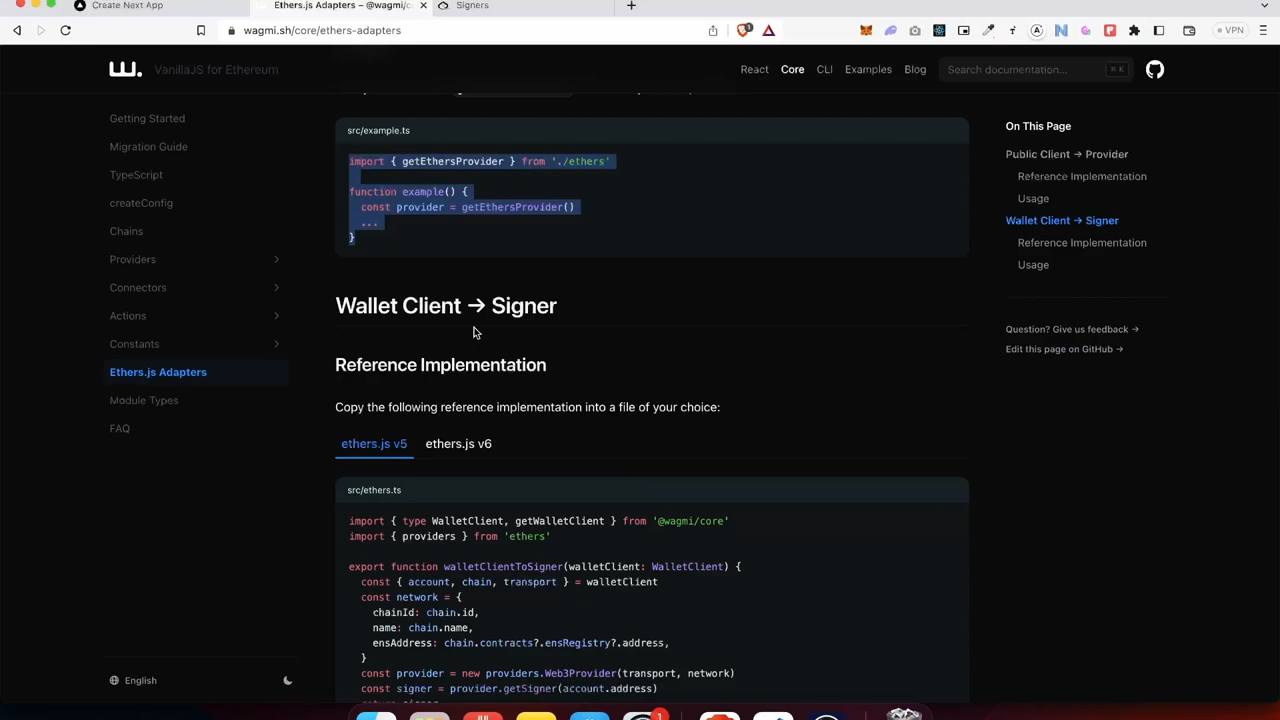 Create Next App
Ethers.js Adapters – @wagmi/c
Signers
wagmi.sh/core/ethers-adapters
1
VPN
VanillaJS for Ethereum
React
Core
CLI
Examples
Blog
Search documentation...
⌘ K
Getting Started
Migration Guide
TypeScript
createConfig
Chains
Providers
Connectors
Actions
Constants
Ethers.js Adapters
Module Types
FAQ
English
src/example.ts
import { getEthersProvider } from './ethers'
function example() {
const provider = getEthersProvider()
...
}
Wallet Client → Signer
Reference Implementation
Copy the following reference implementation into a file of your choice:
ethers.js v5
ethers.js v6
src/ethers.ts
import { type WalletClient, getWalletClient } from '@wagmi/core'
import { providers } from 'ethers'
export function walletClientToSigner(walletClient: WalletClient) {
const { account, chain, transport } = walletClient
const network = {
chainId: chain.id,
name: chain.name,
ensAddress: chain.contracts?.ensRegistry?.address,
}
const provider = new providers.Web3Provider(transport, network)
const signer = provider.getSigner(account.address)
On This Page
Public Client → Provider
Reference Implementation
Usage
Wallet Client → Signer
Reference Implementation
Usage
Question? Give us feedback →
Edit this page on GitHub →
1